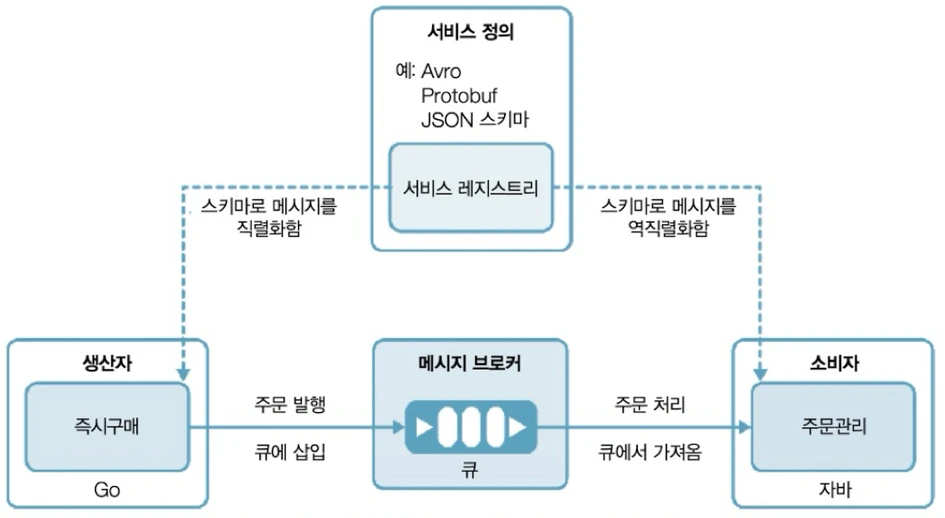 서비스 정의
예: Avro
Protobuf
JSON 스키마
서비스 레지스트리
스키마로 메시지를
직렬화함
스키마로 메시지를
역직렬화함
생산자
즉시구매
Go
주문 발행
큐에 삽입
메시지 브로커
큐
주문 처리
큐에서 가져옴
소비자
주문관리
자바